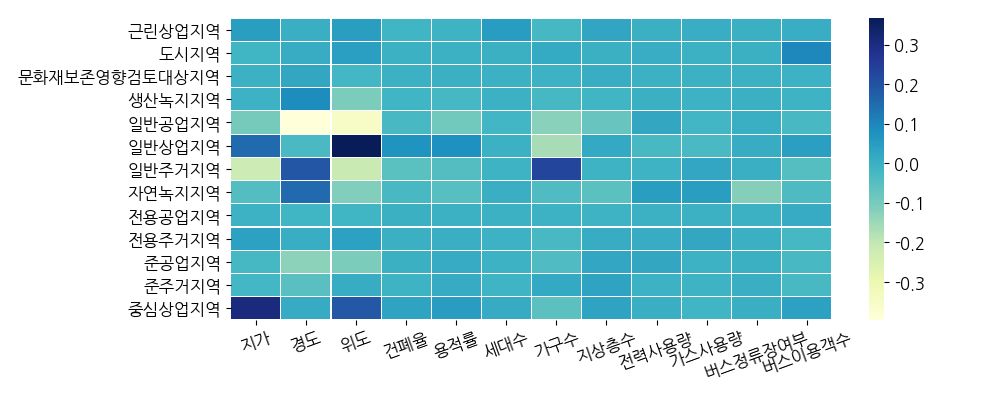 근린상업지역
도시지역
문화재보존영향검토대상지역
생산녹지지역
일반공업지역
일반상업지역
일반주거지역
자연녹지지역
전용공업지역
전용주거지역
준공업지역
준주거지역
중심상업지역
지가
경도
위도
건폐율
용적률
세대수
가구수
지상층수
전력사용량
가스사용량
버스정류장여부
버스이용객수
0.3
0.2
0.1
0.0
-0.1
-0.2
-0.3